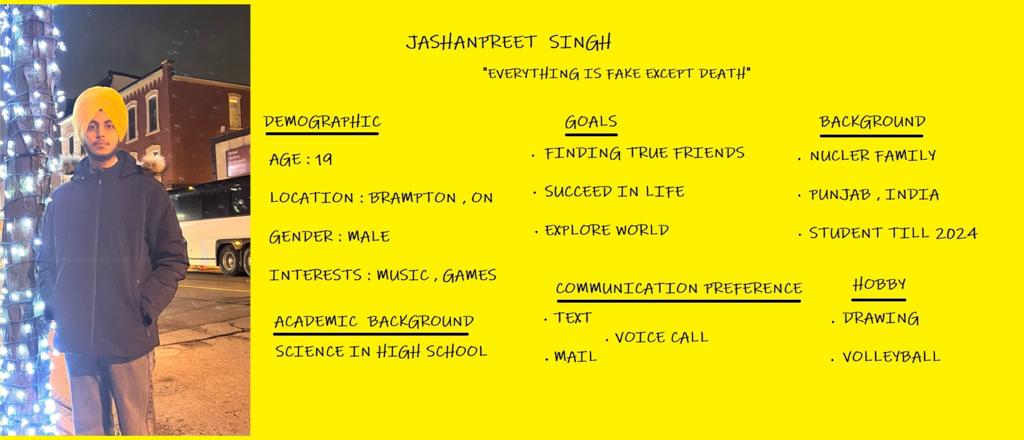 JASHANPREET SINGH
"EVERYTHING IS FAKE EXCEPT DEATH"
DEMOGRAPHIC
AGE : 19
LOCATION : BRAMPTON , ON
GENDER : MALE
INTERESTS : MUSIC , GAMES
ACADEMIC BACKGROUND
SCIENCE IN HIGH SCHOOL
GOALS
. FINDING TRUE FRIENDS
. SUCCEED IN LIFE
. EXPLORE WORLD
COMMUNICATION PREFERENCE
. TEXT
. VOICE CALL
. MAIL
BACKGROUND
. NUCLER FAMILY
. PUNJAB , INDIA
. STUDENT TILL 2024
HOBBY
. DRAWING
. VOLLEYBALL